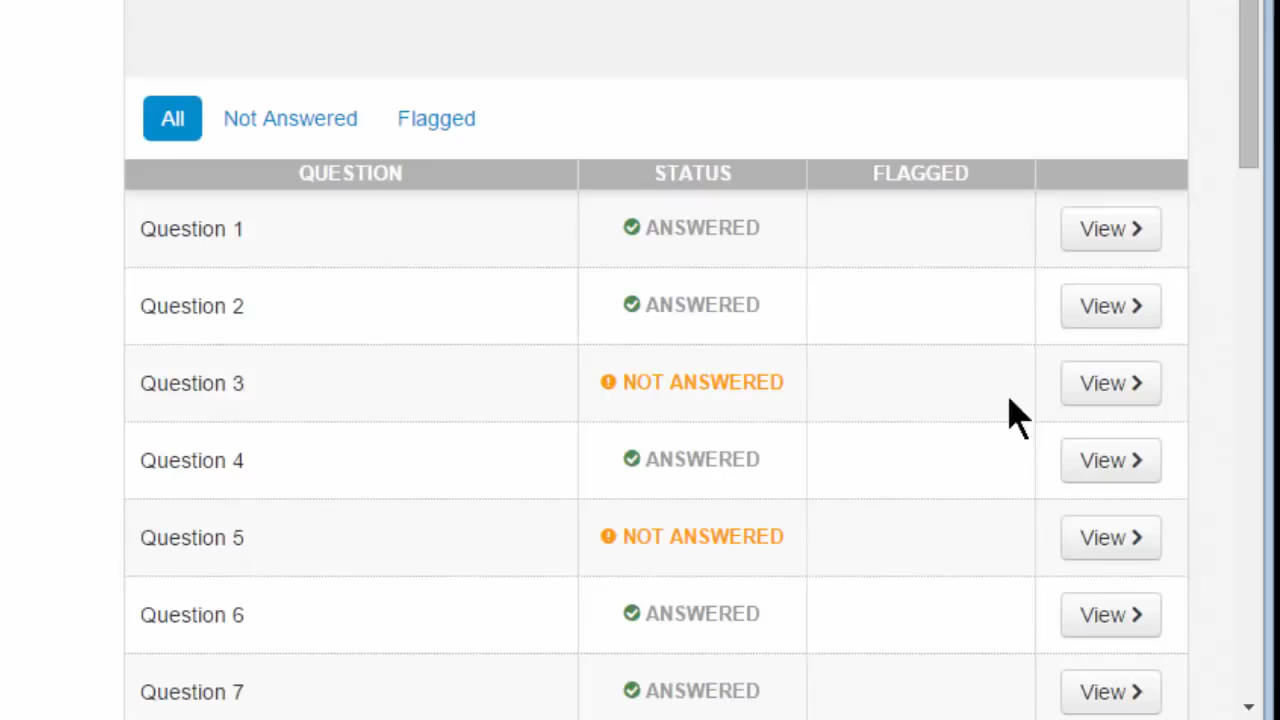 All Not Answered Flagged
QUESTION STATUS FLAGGED
Question 1 ANSWERED View
Question 2 ANSWERED View
Question 3 NOT ANSWERED View
Question 4 ANSWERED View
Question 5 NOT ANSWERED View
Question 6 ANSWERED View
Question 7 ANSWERED View